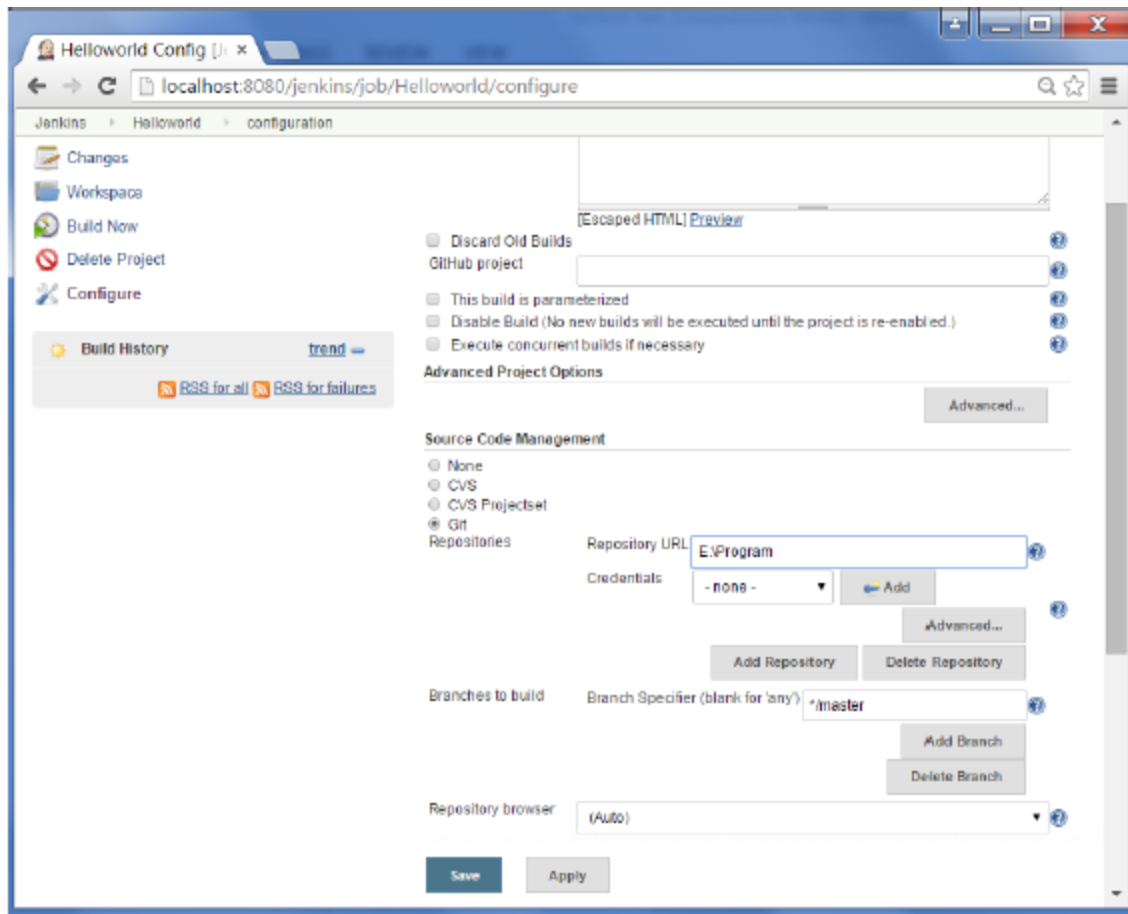 Helloworld Config [J
localhost:8080/jenkins/job/Helloworld/configure
Jenkins Helloworld configuration
Changes
Workspace
Build Now
Delete Project
Configure
Build History trend
RSS for all RSS for failures
[Escaped HTML] Preview
Discard Old Builds
GitHub project
This build is parameterized
Disable Build (No new builds will be executed until the project is re-enabled.)
Execute concurrent builds if necessary
Advanced Project Options
Advanced...
Source Code Management
None
CVS
CVS Projectset
Git
Repositories Repository URL E:\Program
Credentials - none - Add
Advanced...
Add Repository Delete Repository
Branches to build Branch Specifier (blank for 'any') */master
Add Branch
Delete Branch
Repository browser (Auto)
Save Apply